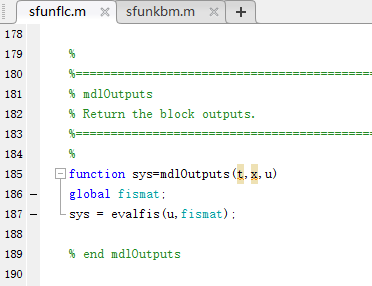 sfunflc.m × sfunkbm.m × +
178
179 %
180 %============================================
181 % mdlOutputs
182 % Return the block outputs.
183 %============================================
184 %
185 function sys=mdlOutputs(t,x,u)
186 global fismat;
187 sys = evalfis(u,fismat);
188
189 % end mdlOutputs
190